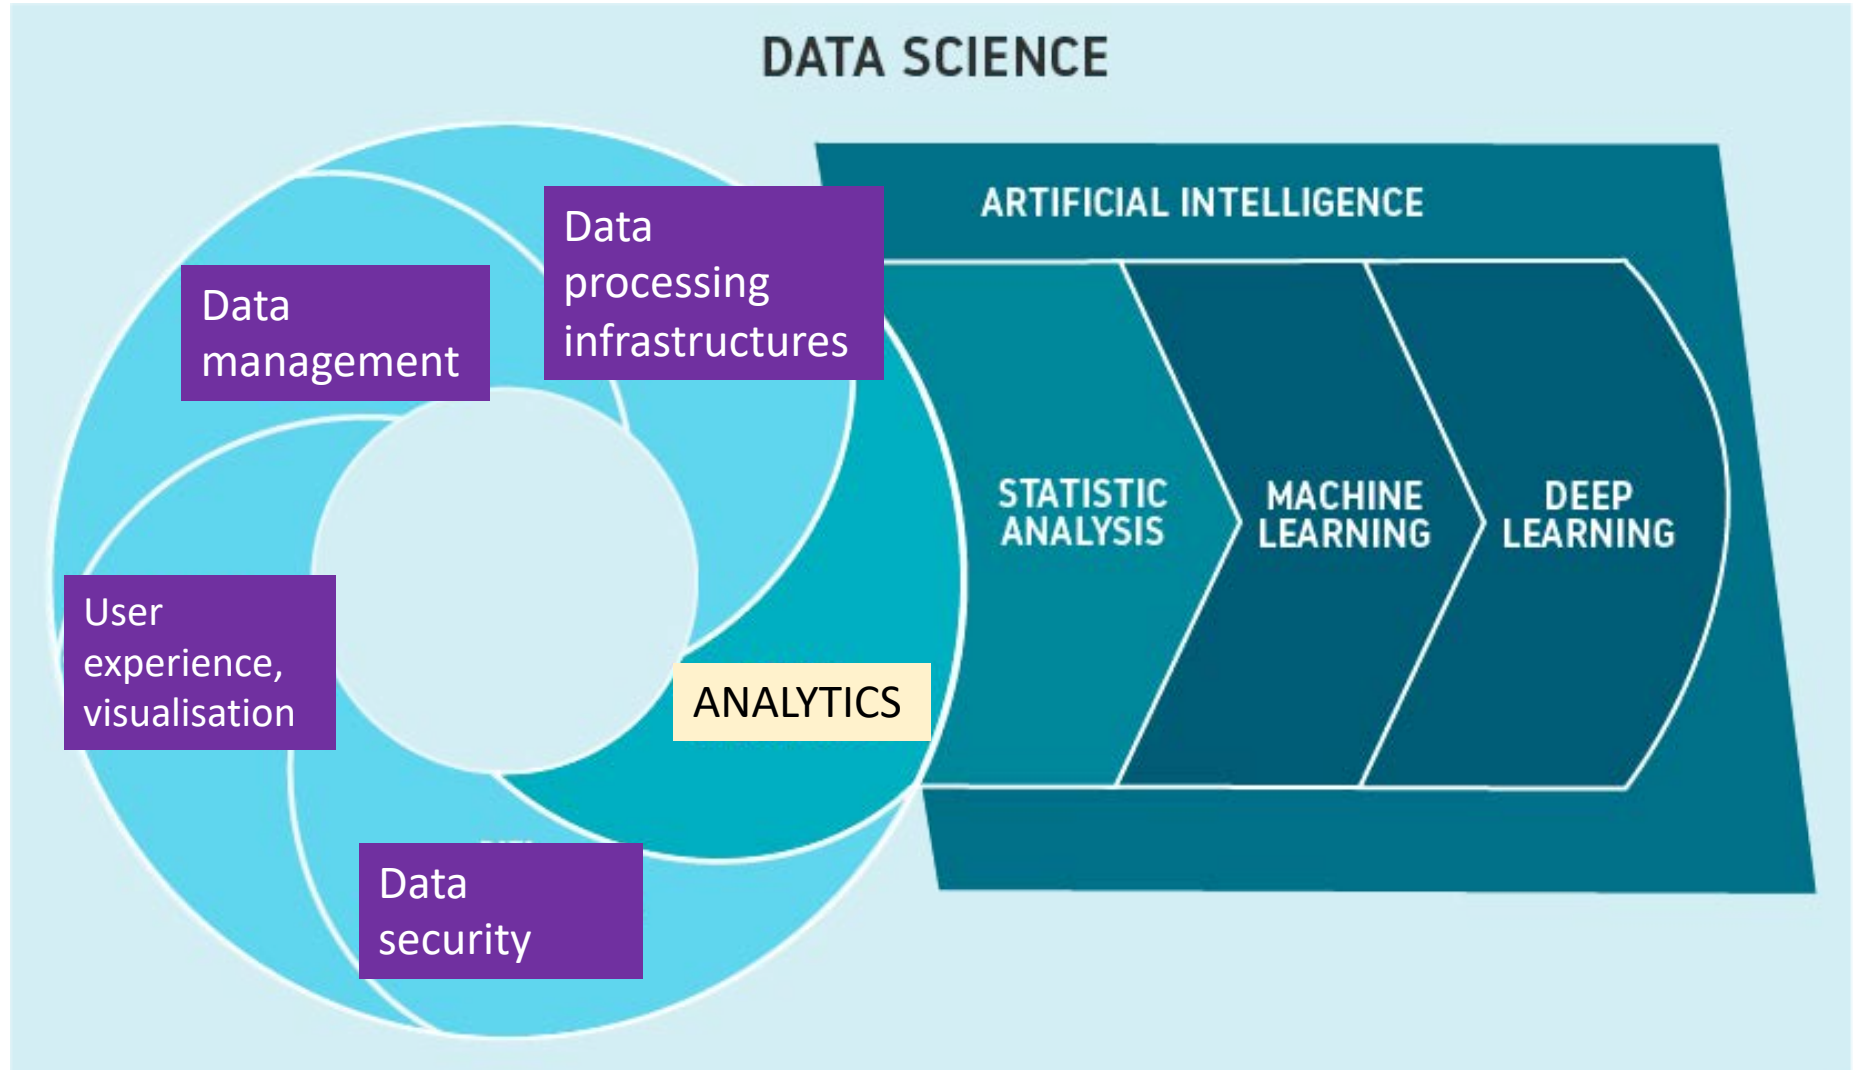 DATA SCIENCE
ARTIFICIAL INTELLIGENCE
Data
processing
infrastructures
Data
management
User
experience,
visualisation
ANALYTICS
Data
security
STATISTIC
ANALYSIS
MACHINE
LEARNING
DEEP
LEARNING